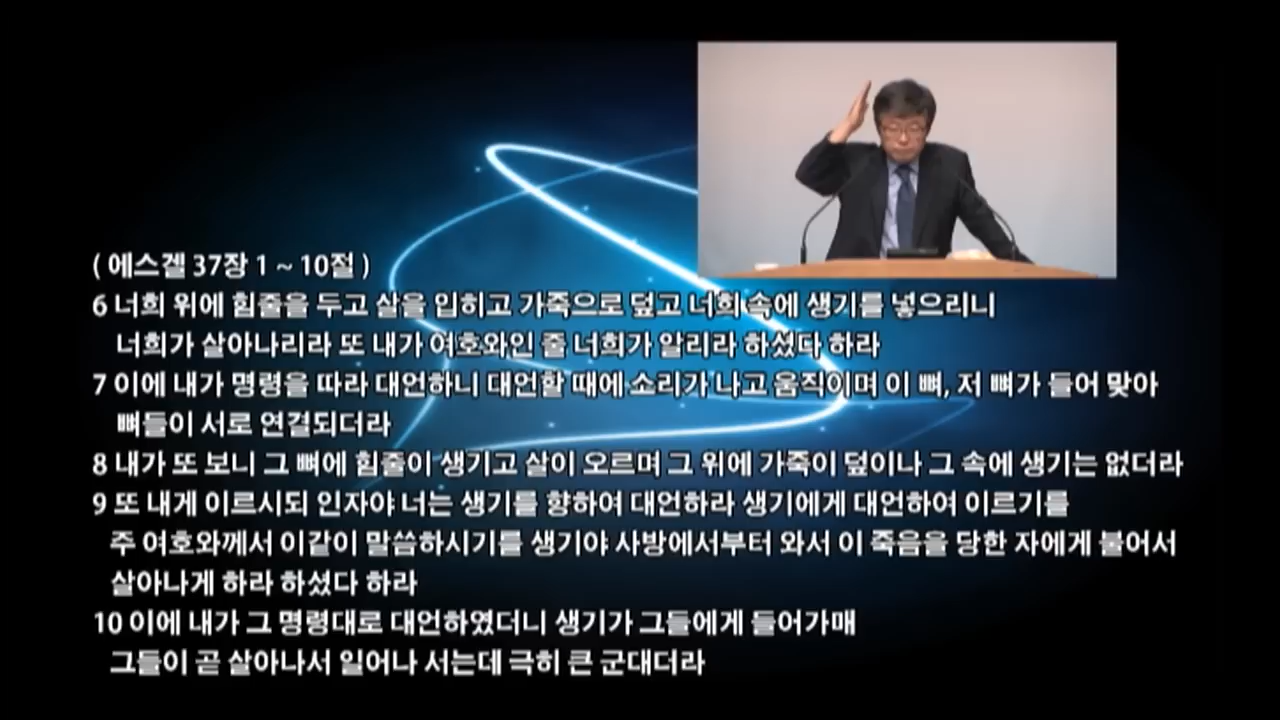 ( 에스겔 37장 1 ~ 10절 )
6 너희 위에 힘줄을 두고 살을 입히고 가죽으로 덮고 너희 속에 생기를 넣으리니
너희가 살아나리라 또 내가 여호와인 줄 너희가 알리라 하셨다 하라
7 이에 내가 명령을 따라 대언하니 대언할 때에 소리가 나고 움직이며 이 뼈, 저 뼈가 들어 맞아
뼈들이 서로 연결되더라
8 내가 또 보니 그 뼈에 힘줄이 생기고 살이 오르며 그 위에 가죽이 덮이나 그 속에 생기는 없더라
9 또 내게 이르시되 인자야 너는 생기를 향하여 대언하라 생기에게 대언하여 이르기를
주 여호와께서 이같이 말씀하시기를 생기야 사방에서부터 와서 이 죽음을 당한 자에게 불어서
살아나게 하라 하셨다 하라
10 이에 내가 그 명령대로 대언하였더니 생기가 그들에게 들어가매
그들이 곧 살아나서 일어나 서는데 극히 큰 군대더라